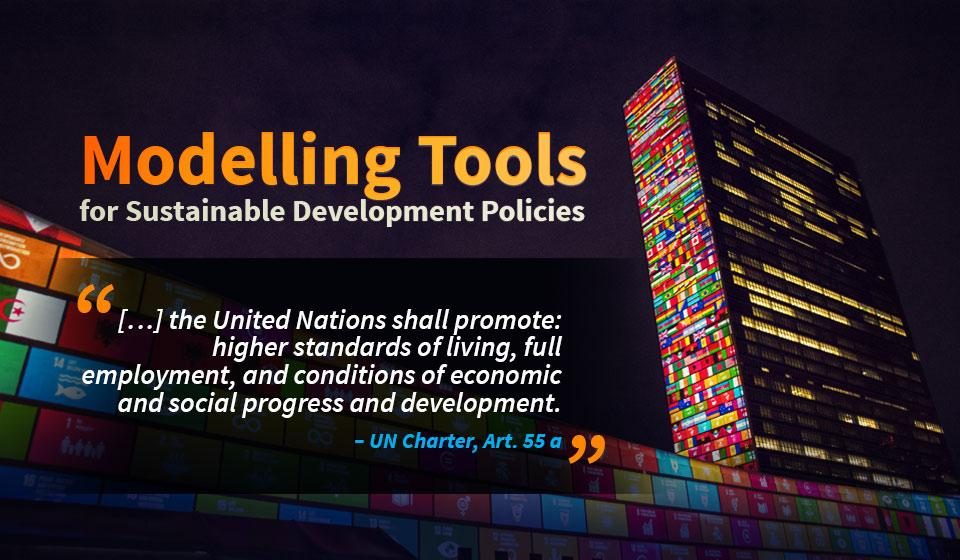 Modelling Tools
for Sustainable Development Policies
“ […] the United Nations shall promote:
higher standards of living, full
employment, and conditions of economic
and social progress and development.
– UN Charter, Art. 55 a ”